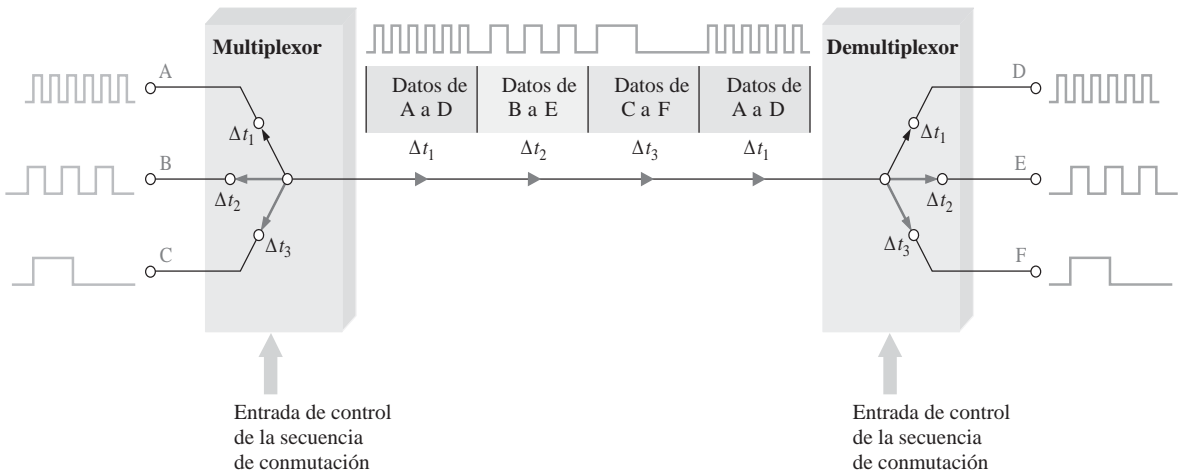 Multiplexor
Demultiplexor
A
B
C
Δt1
Δt2
Δt3
Datos de
A a D
Datos de
B a E
Datos de
C a F
Datos de
A a D
Δt1
Δt2
Δt3
Δt1
D
E
F
Δt1
Δt2
Δt3
Entrada de control
de la secuencia
de conmutación
Entrada de control
de la secuencia
de conmutación